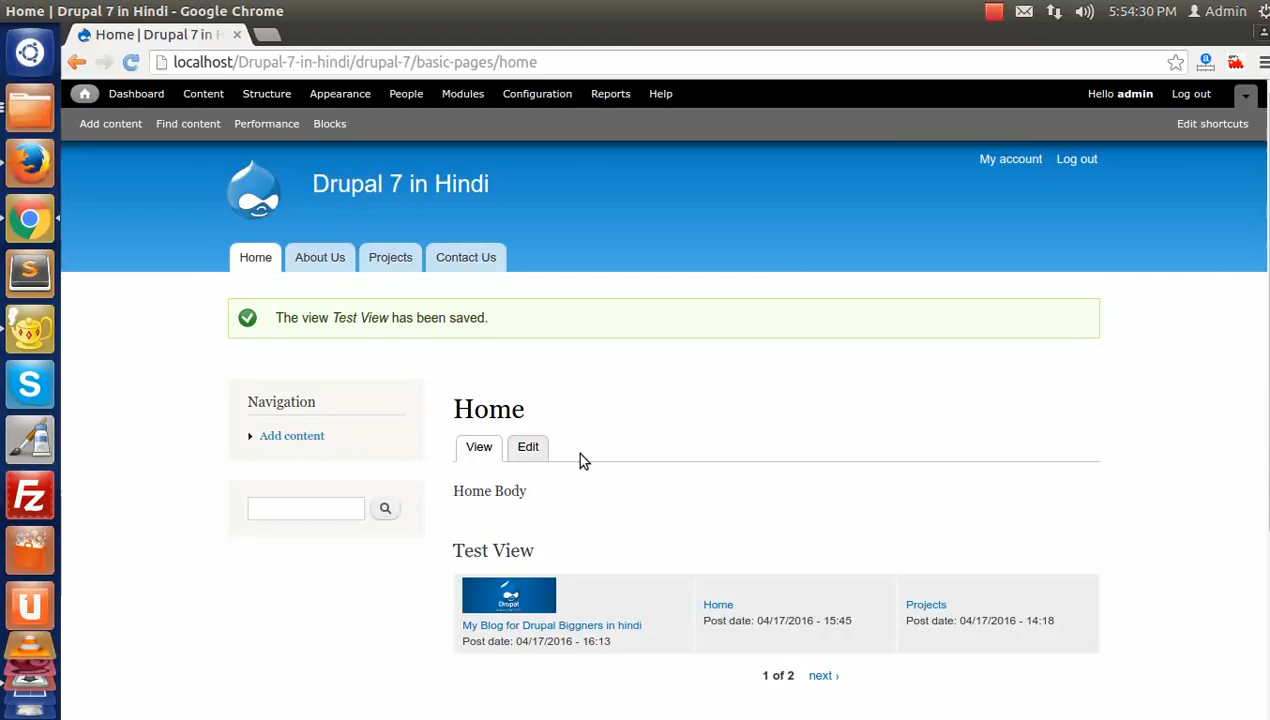 Home | Drupal 7 in Hindi - Google Chrome
5:54:30 PM Admin
Home | Drupal 7 in H
localhost/Drupal-7-in-hindi/drupal-7/basic-pages/home
Dashboard Content Structure Appearance People Modules Configuration Reports Help Hello admin Log out
Add content Find content Performance Blocks Edit shortcuts
My account Log out
Drupal 7 in Hindi
Home About Us Projects Contact Us
The view Test View has been saved.
Navigation
Add content
Home
View Edit
Home Body
Test View
Drupal
My Blog for Drupal Biggners in hindi
Post date: 04/17/2016 - 16:13
Home
Post date: 04/17/2016 - 15:45
Projects
Post date: 04/17/2016 - 14:18
1 of 2 next ›